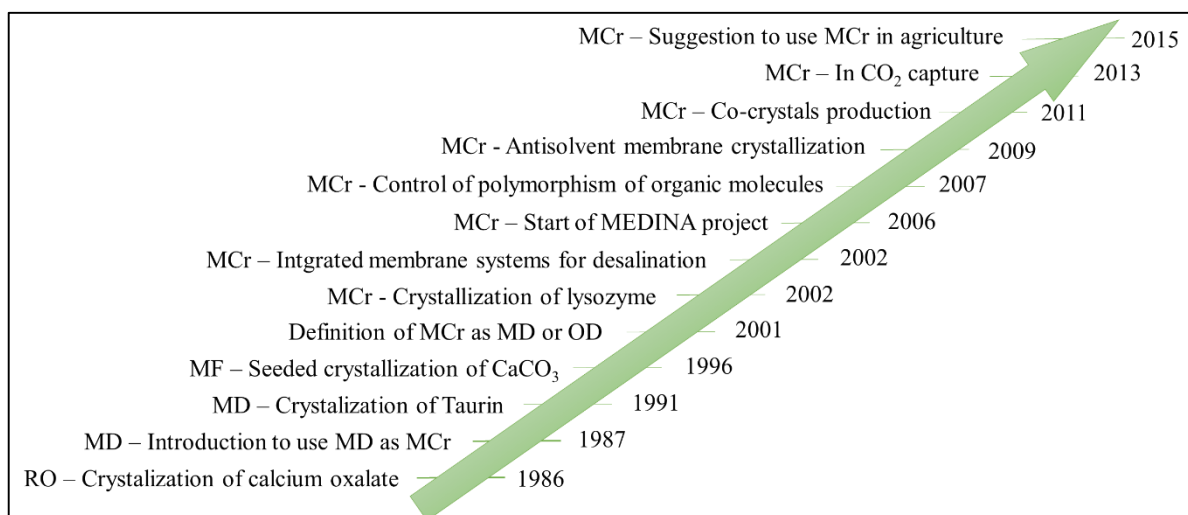 MCr – Suggestion to use MCr in agriculture 2015
MCr – In CO₂ capture 2013
MCr – Co-crystals production 2011
MCr - Antisolvent membrane crystallization 2009
MCr - Control of polymorphism of organic molecules 2007
MCr – Start of MEDINA project 2006
MCr – Intgrated membrane systems for desalination 2002
MCr - Crystallization of lysozyme 2002
Definition of MCr as MD or OD 2001
MF – Seeded crystallization of CaCO₃ 1996
MD – Crystalization of Taurin 1991
MD – Introduction to use MD as MCr 1987
RO – Crystalization of calcium oxalate 1986